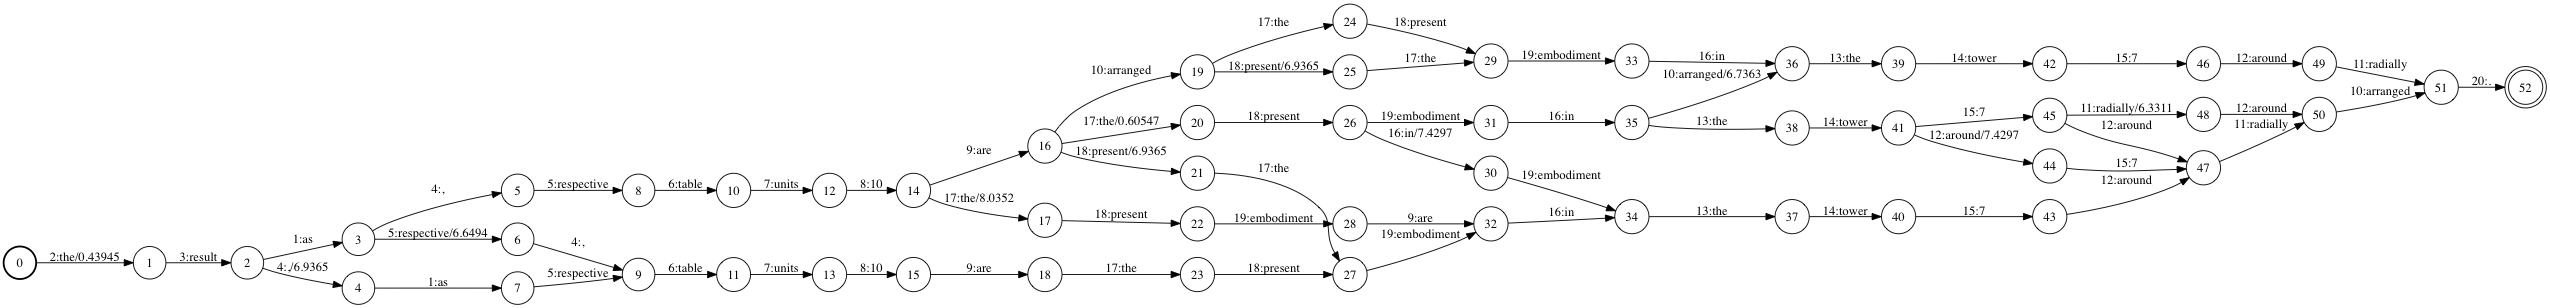 0
2:the/0.43945
1
3:result
2
1:as
4:,/6.9365
3
4
4:,
5:respective/6.6494
1:as
5
6
7
5:respective
4:,
5:respective
8
9
6:table
6:table
10
11
7:units
7:units
12
13
8:10
8:10
14
15
9:are
17:the/8.0352
9:are
16
17
18
10:arranged
17:the/0.60547
18:present/6.9365
18:present
17:the
19
20
21
22
23
17:the
18:present/6.9365
18:present
17:the
19:embodiment
18:present
24
25
26
28
27
18:present
17:the
19:embodiment
16:in/7.4297
9:are
19:embodiment
29
31
30
32
19:embodiment
16:in
19:embodiment
16:in
33
35
34
16:in
10:arranged/6.7363
13:the
13:the
36
38
37
13:the
14:tower
14:tower
39
41
40
14:tower
15:7
12:around/7.4297
15:7
42
45
44
43
15:7
11:radially/6.3311
12:around
15:7
12:around
46
48
47
12:around
12:around
11:radially
49
50
11:radially
10:arranged
51
20:.
52